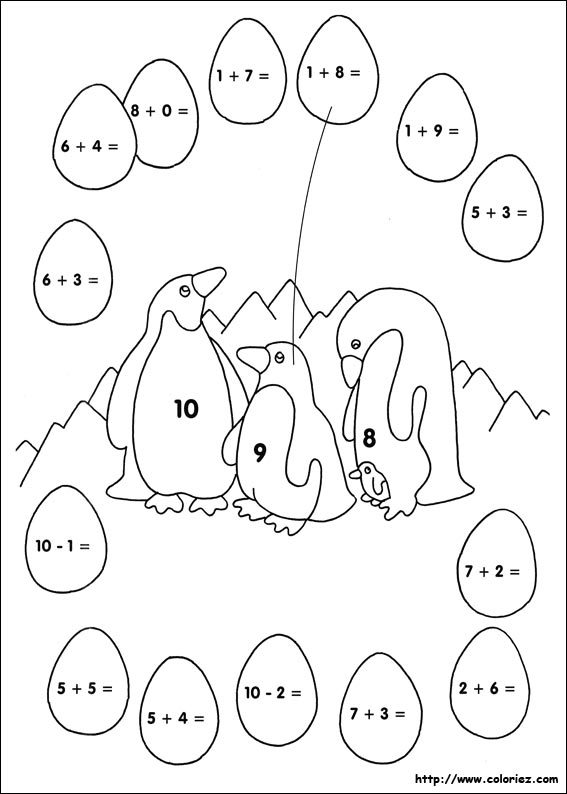 1 + 7 =
1 + 8 =
8 + 0 =
6 + 4 =
1 + 9 =
5 + 3 =
6 + 3 =
10
9
8
10 - 1 =
7 + 2 =
5 + 5 =
5 + 4 =
10 - 2 =
7 + 3 =
2 + 6 =
http://www.coloriez.com